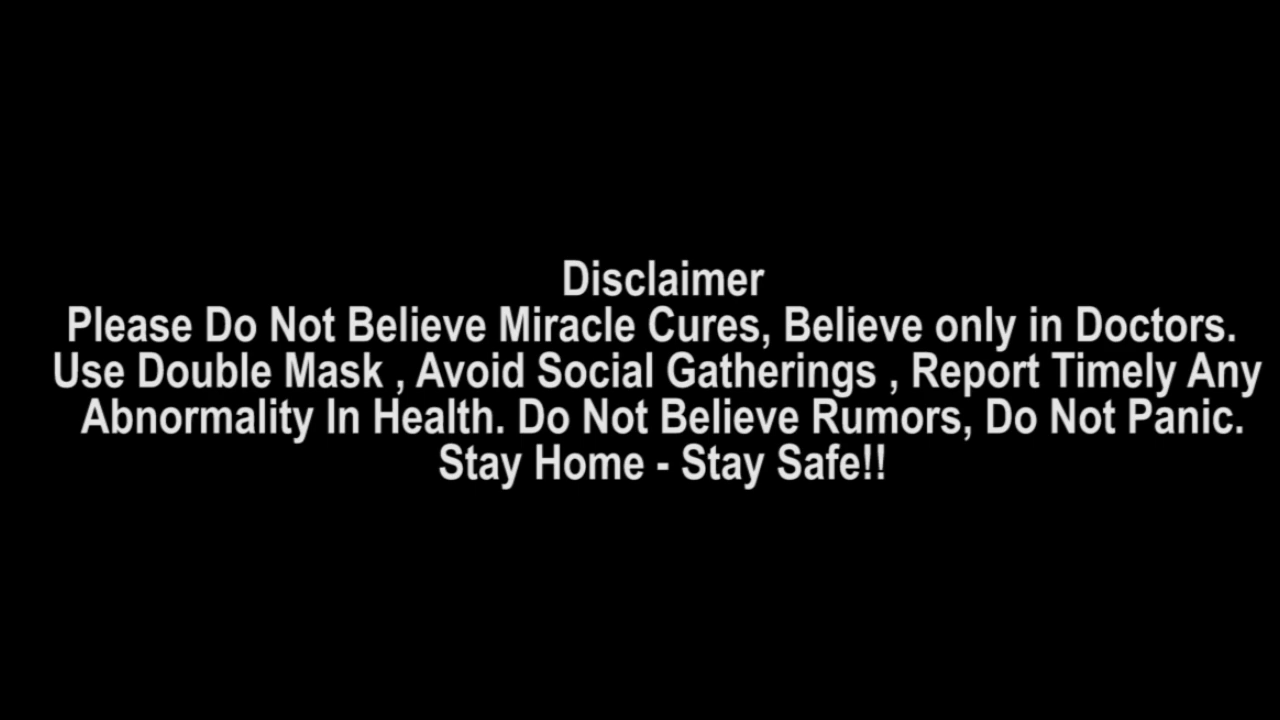 Disclaimer
Please Do Not Believe Miracle Cures, Believe only in Doctors.
Use Double Mask , Avoid Social Gatherings , Report Timely Any
Abnormality In Health. Do Not Believe Rumors, Do Not Panic.
Stay Home - Stay Safe!!